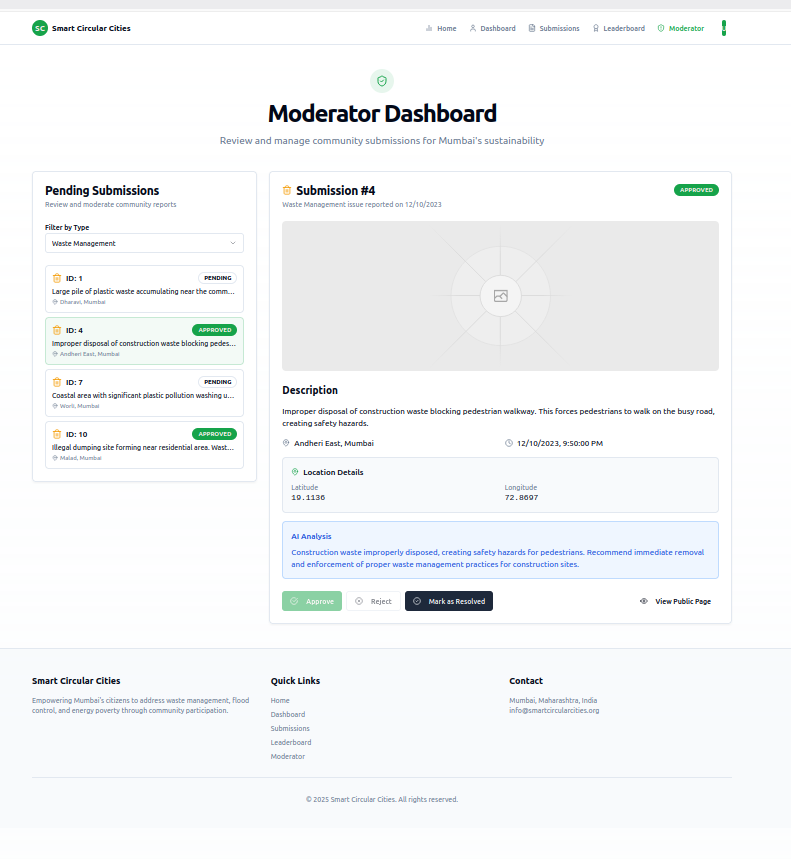 SC Smart Circular Cities
Home Dashboard Submissions Leaderboard Moderator
Moderator Dashboard
Review and manage community submissions for Mumbai's sustainability
Pending Submissions
Review and moderate community reports
Filter by Type
Waste Management
ID: 1 PENDING
Large pile of plastic waste accumulating near the comm...
Dharavi, Mumbai
ID: 4 APPROVED
Improper disposal of construction waste blocking pedes...
Andheri East, Mumbai
ID: 7 PENDING
Coastal area with significant plastic pollution washing u...
Worli, Mumbai
ID: 10 APPROVED
Illegal dumping site forming near residential area. Wast...
Malad, Mumbai
Submission #4 APPROVED
Waste Management issue reported on 12/10/2023
Description
Improper disposal of construction waste blocking pedestrian walkway. This forces pedestrians to walk on the busy road,
creating safety hazards.
Andheri East, Mumbai 12/10/2023, 9:50:00 PM
Location Details
Latitude Longitude
19.1136 72.8697
AI Analysis
Construction waste improperly disposed, creating safety hazards for pedestrians. Recommend immediate removal
and enforcement of proper waste management practices for construction sites.
Approve Reject Mark as Resolved View Public Page
Smart Circular Cities
Empowering Mumbai's citizens to address waste management, flood
control, and energy poverty through community participation.
Quick Links
Home
Dashboard
Submissions
Leaderboard
Moderator
Contact
Mumbai, Maharashtra, India
info@smartcircularcities.org
© 2025 Smart Circular Cities. All rights reserved.